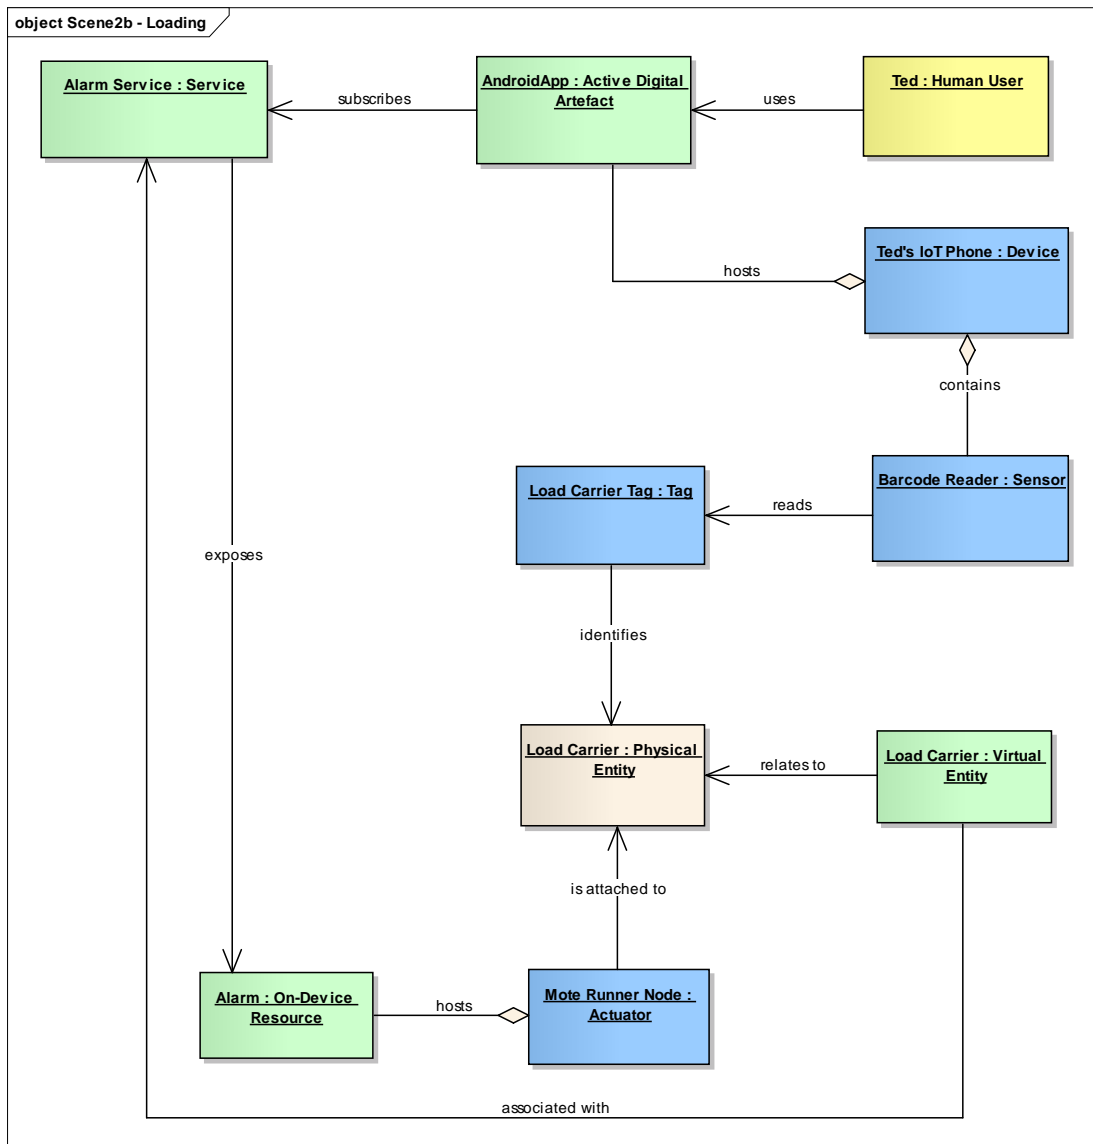 object Scene2b - Loading
Alarm Service : Service
subscribes
AndroidApp : Active Digital
Artefact
uses
Ted : Human User
Ted's IoT Phone : Device
hosts
contains
Load Carrier Tag : Tag
reads
Barcode Reader : Sensor
exposes
identifies
Load Carrier : Physical
Entity
relates to
Load Carrier : Virtual
Entity
is attached to
Alarm : On-Device
Resource
hosts
Mote Runner Node :
Actuator
associated with